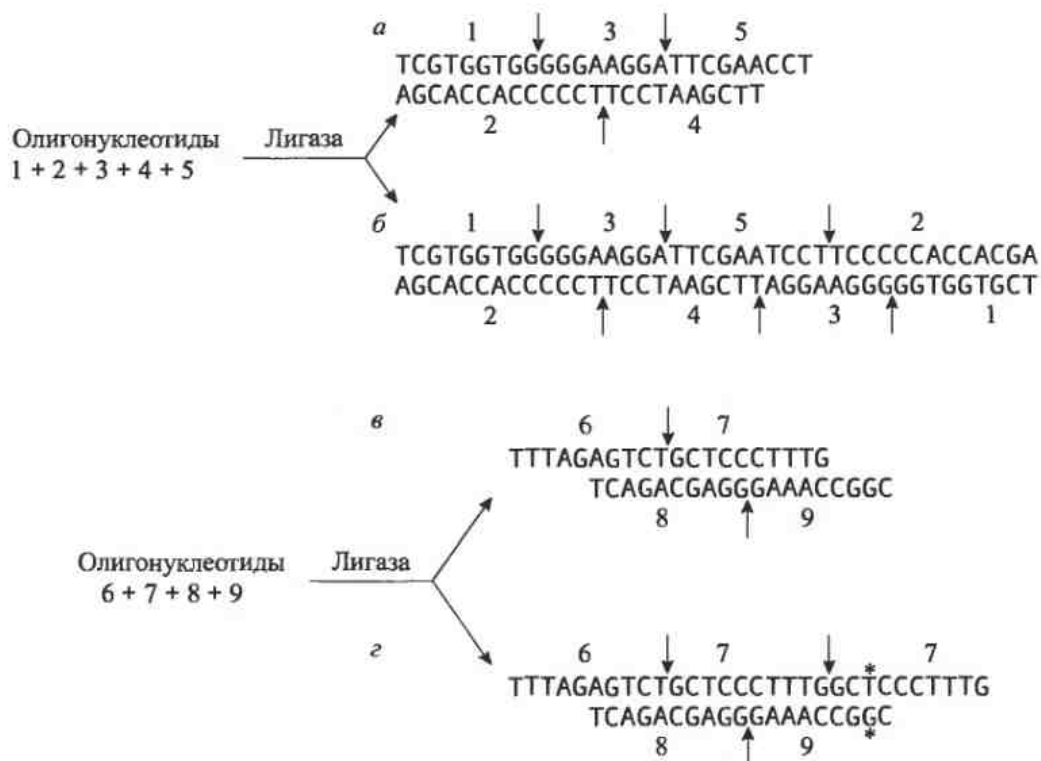 а 1 3 5
TCGTGGTGGGGGAAGGATTCGAACCT
AGCACCACCCCCTTCCTAAGCTT
2 4
Олигонуклеотиды Лигаза
1 + 2 + 3 + 4 + 5
б 1 3 5 2
TCGTGGTGGGGGAAGGATTCGAATCCTTCCCCCACCACGA
AGCACCACCCCCTTCCTAAGCTTAGGAAGGGGGTGGTGCT
2 4 3 1
в 6 7
TTTAGAGTCTGCTCCCTTTG
TCAGACGAGGGAAACCGGC
8 9
Олигонуклеотиды Лигаза
6 + 7 + 8 + 9
г 6 7 * 7
TTTAGAGTCTGCTCCCTTTGGCTCCCTTTG
TCAGACGAGGGAAACCGGC
8 9 *